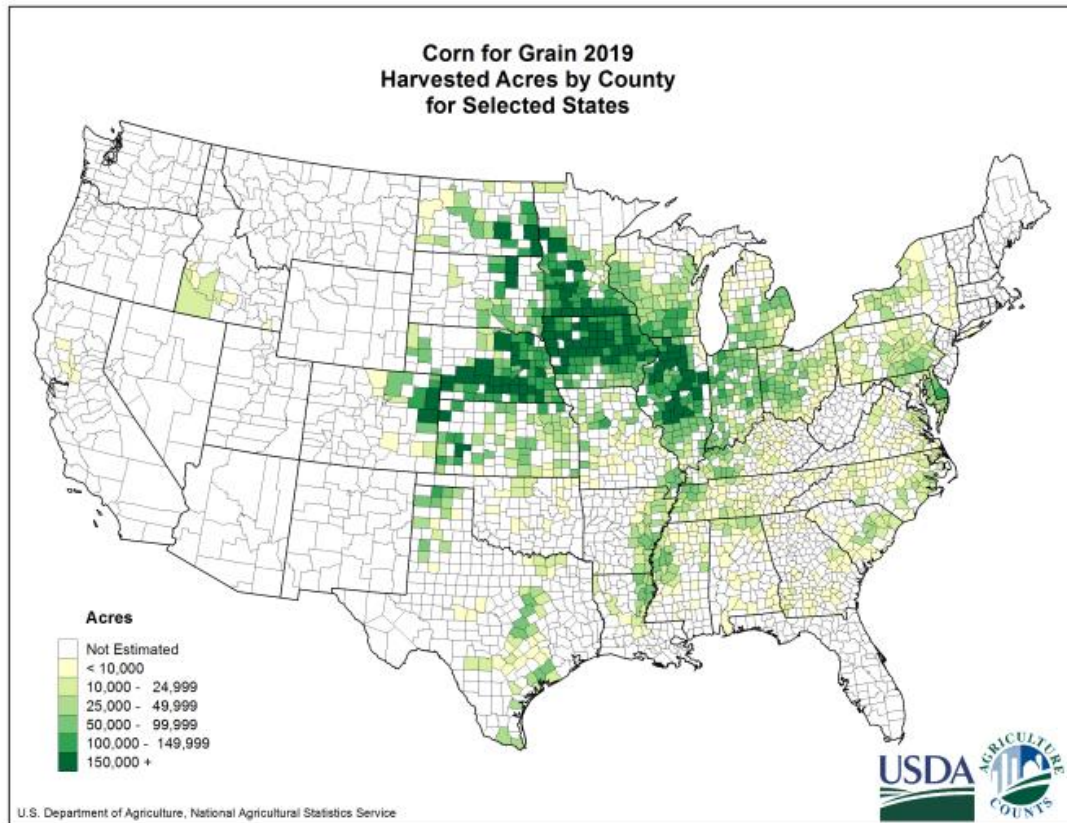 Corn for Grain 2019
Harvested Acres by County
for Selected States
Acres
Not Estimated
< 10,000
10,000 - 24,999
25,000 - 49,999
50,000 - 99,999
100,000 - 149,999
150,000 +
U.S. Department of Agriculture, National Agricultural Statistics Service
USDA
AGRICULTURE
COUNTS